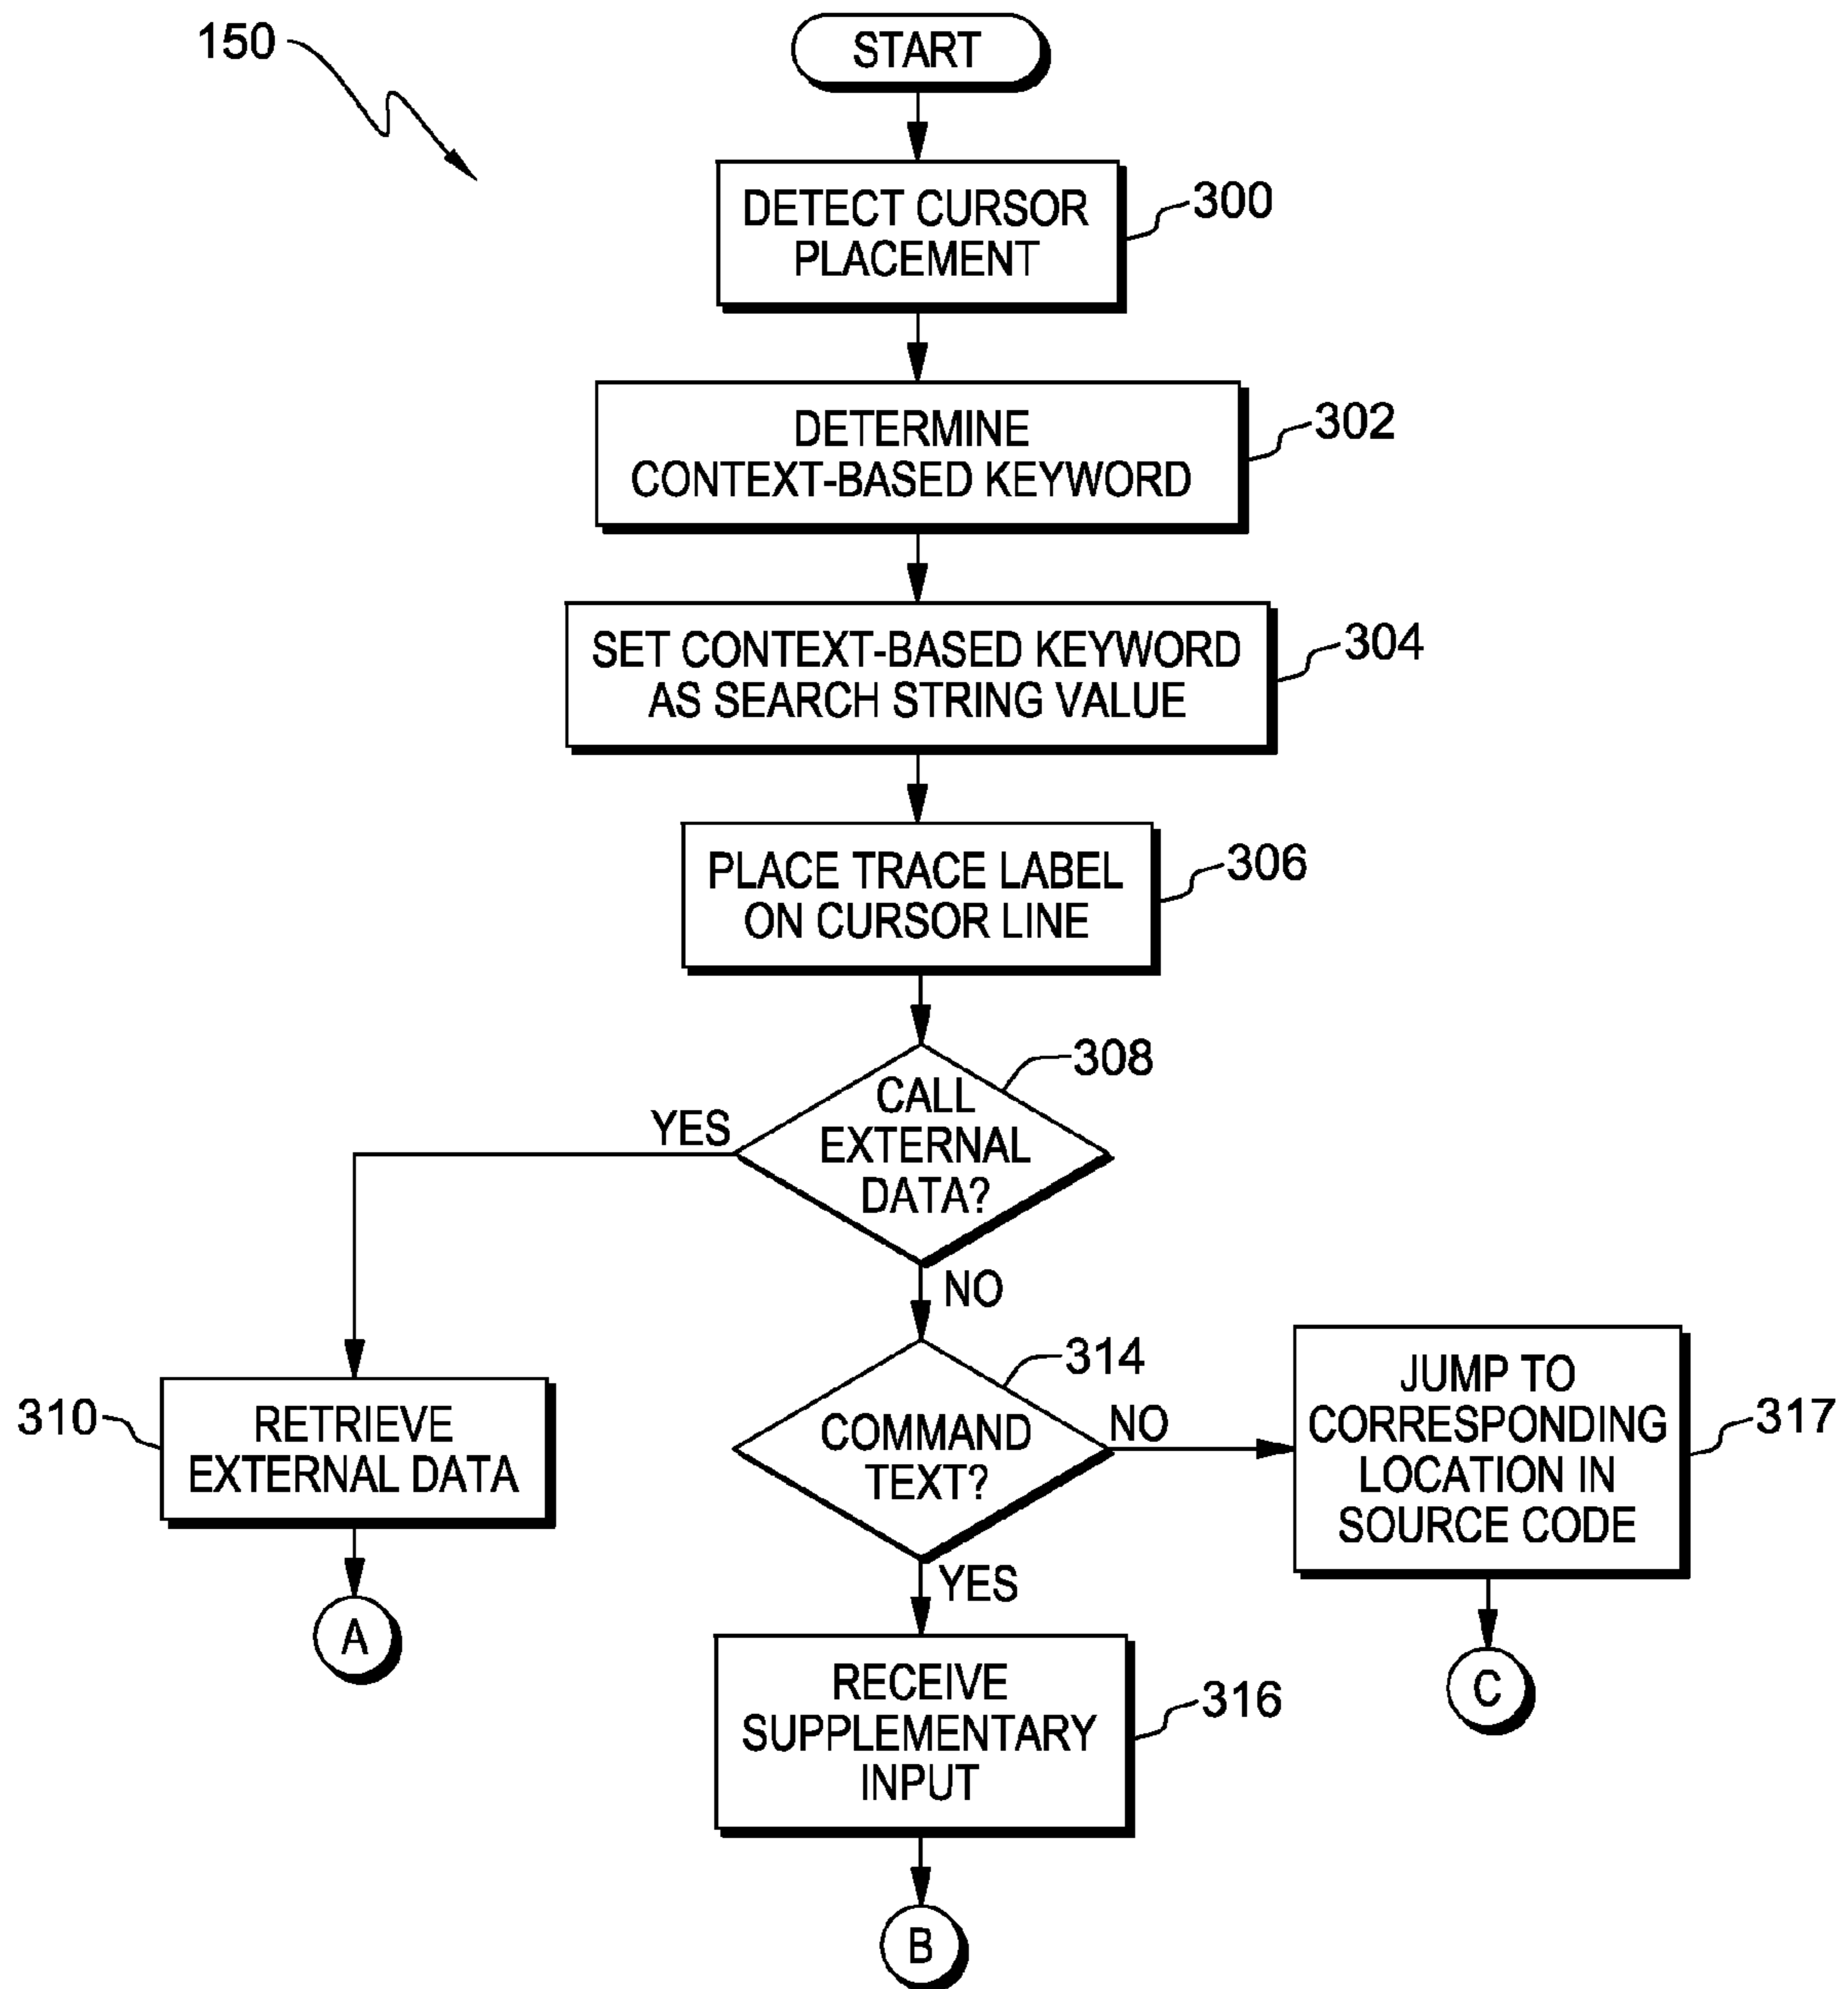 150
START
DETECT CURSOR
PLACEMENT
300
DETERMINE
CONTEXT-BASED KEYWORD
302
SET CONTEXT-BASED KEYWORD
AS SEARCH STRING VALUE
304
PLACE TRACE LABEL
ON CURSOR LINE
306
308
CALL
EXTERNAL
DATA?
YES
NO
310
RETRIEVE
EXTERNAL DATA
A
314
COMMAND
TEXT?
NO
YES
JUMP TO
CORRESPONDING
LOCATION IN
SOURCE CODE
317
C
RECEIVE
SUPPLEMENTARY
INPUT
316
B